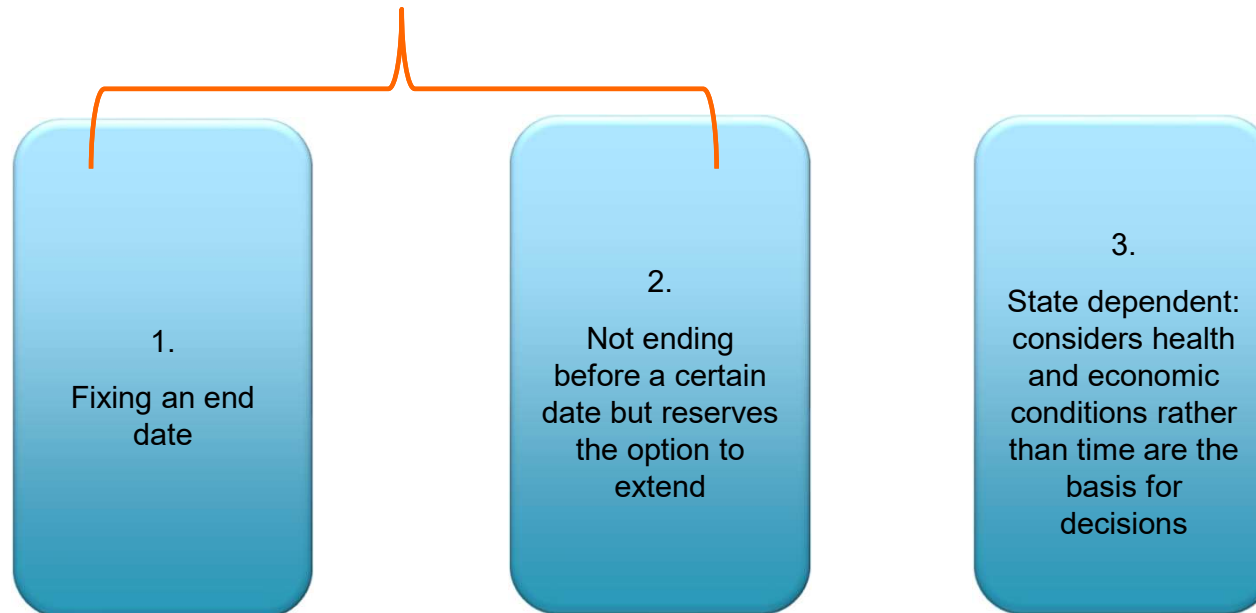 1.
Fixing an end
date
2.
Not ending
before a certain
date but reserves
the option to
extend
3.
State dependent:
considers health
and economic
conditions rather
than time are the
basis for
decisions